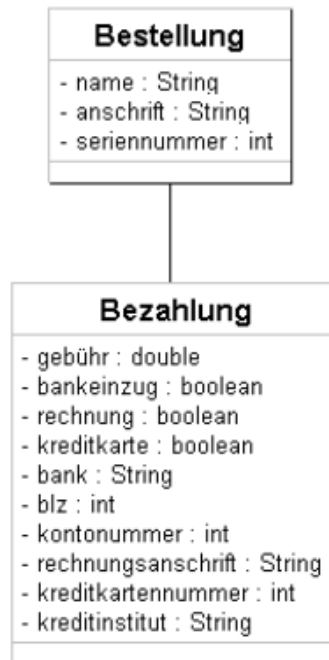 Bestellung
- name : String
- anschrift : String
- seriennummer : int
Bezahlung
- gebühr : double
- bankeinzug : boolean
- rechnung : boolean
- kreditkarte : boolean
- bank : String
- blz : int
- kontonummer : int
- rechnungsanschrift : String
- kreditkartennummer : int
- kreditinstitut : String